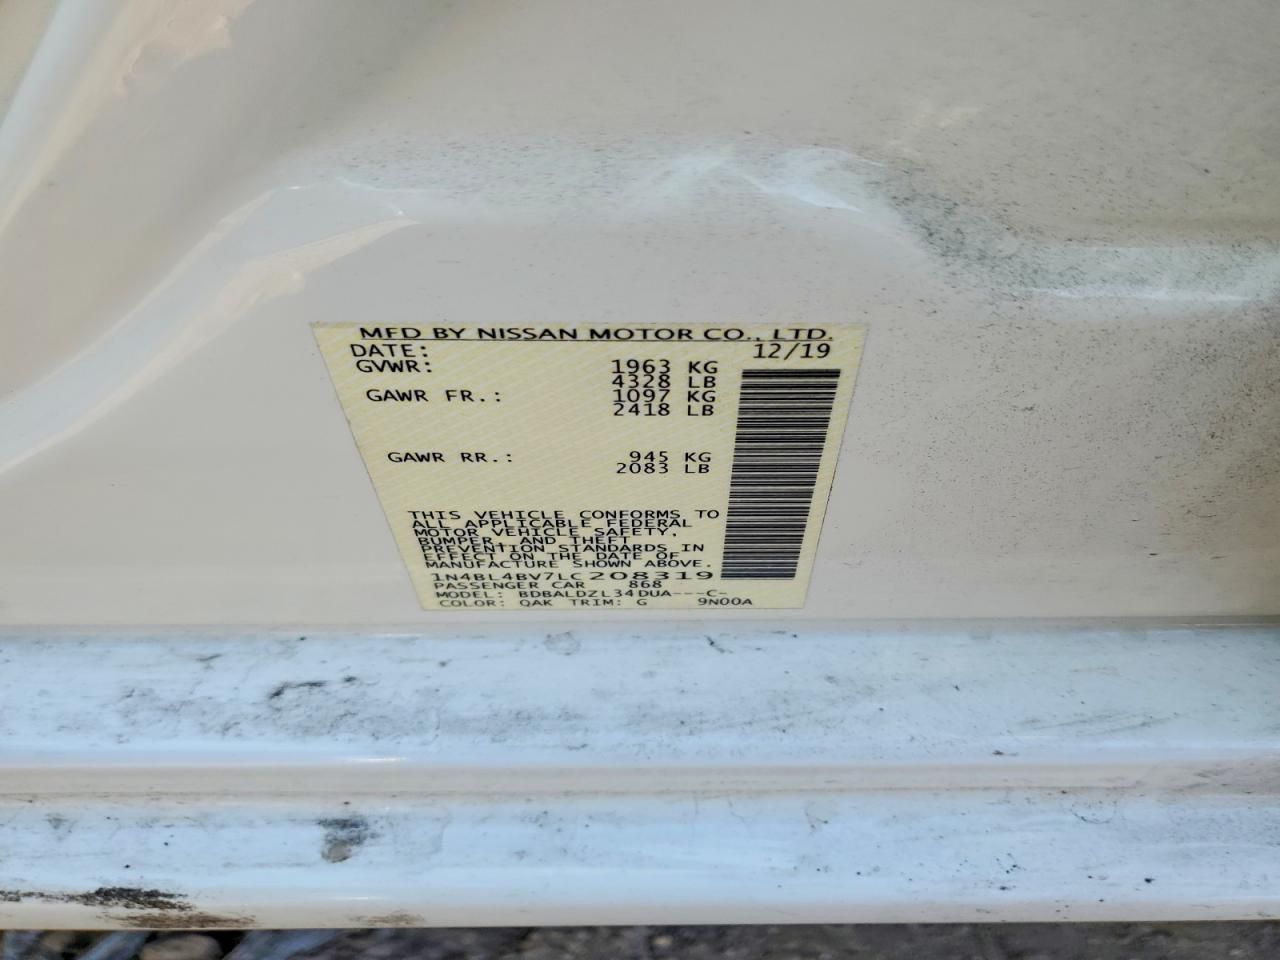 MFD BY NISSAN MOTOR CO., LTD.
DATE: 12/19
GVWR: 1963 KG
4328 LB
GAWR FR.: 1097 KG
2418 LB
GAWR RR.: 945 KG
2083 LB
THIS VEHICLE CONFORMS TO
ALL APPLICABLE FEDERAL
MOTOR VEHICLE SAFETY,
BUMPER, AND THEFT
PREVENTION STANDARDS IN
EFFECT ON THE DATE OF
MANUFACTURE SHOWN ABOVE.
1N4BL4BV7LC208319
PASSENGER CAR 868
MODEL: BDBALDZL34DUA---C-
COLOR: QAK TRIM: G 9N00A